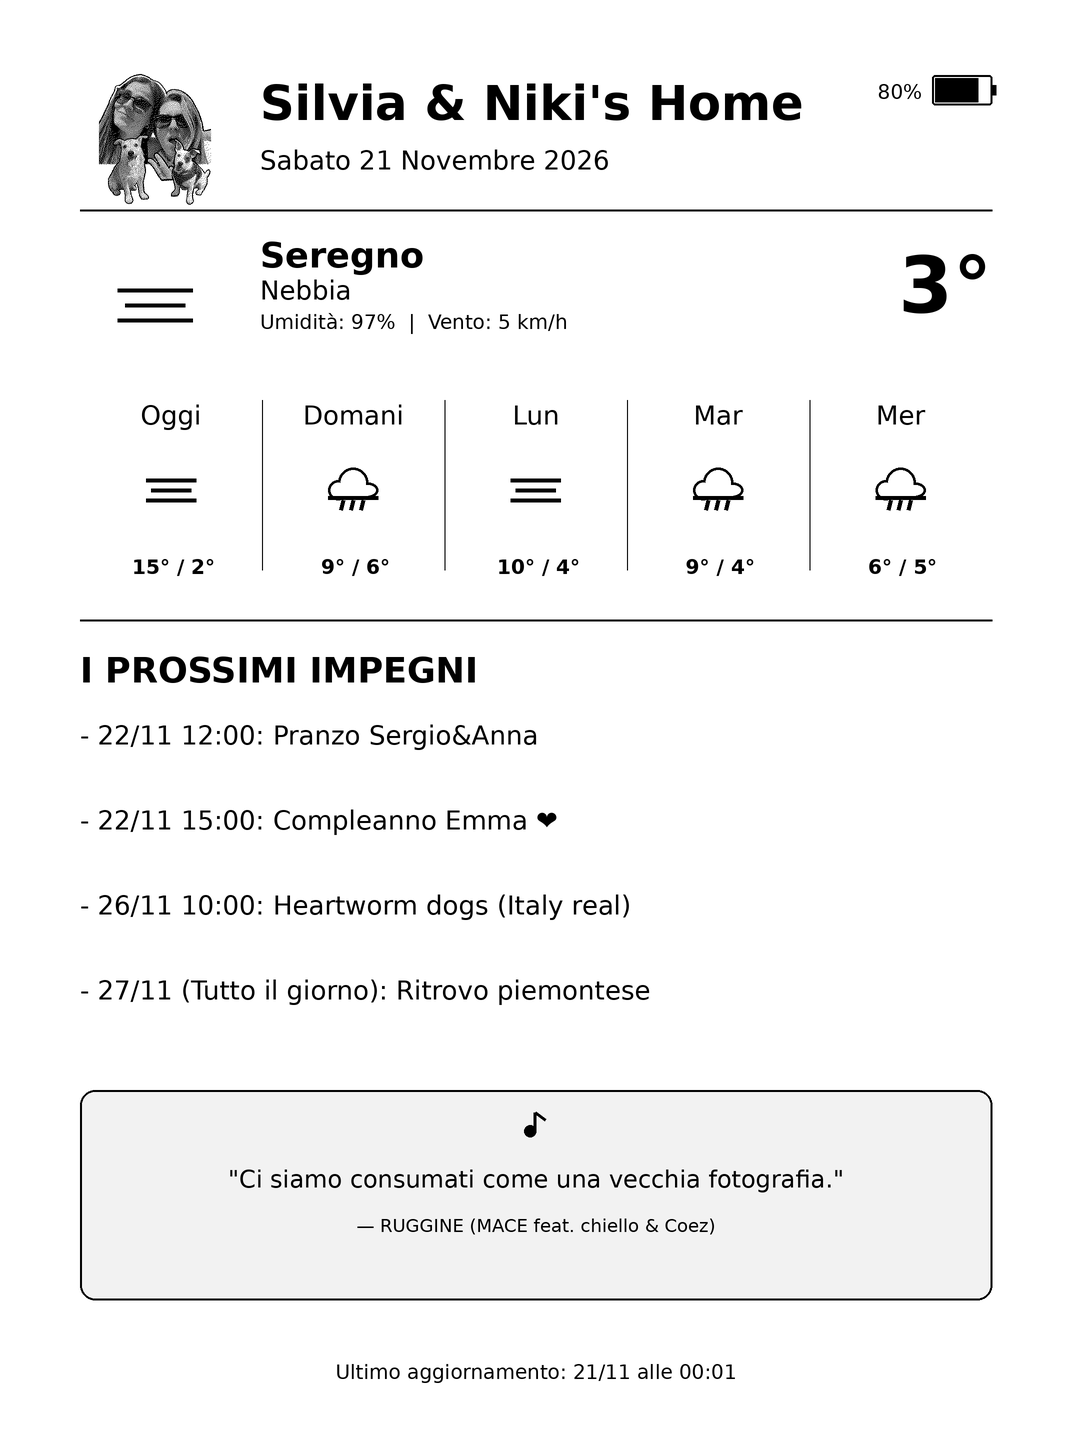 Silvia & Niki's Home
80%
Sabato 21 Novembre 2026
Seregno
Nebbia
Umidità: 97% | Vento: 5 km/h
3°
Oggi
Domani
Lun
Mar
Mer
15° / 2°
9° / 6°
10° / 4°
9° / 4°
6° / 5°
I PROSSIMI IMPEGNI
- 22/11 12:00: Pranzo Sergio&Anna
- 22/11 15:00: Compleanno Emma ❤
- 26/11 10:00: Heartworm dogs (Italy real)
- 27/11 (Tutto il giorno): Ritrovo piemontese
"Ci siamo consumati come una vecchia fotografia."
— RUGGINE (MACE feat. chiello & Coez)
Ultimo aggiornamento: 21/11 alle 00:01